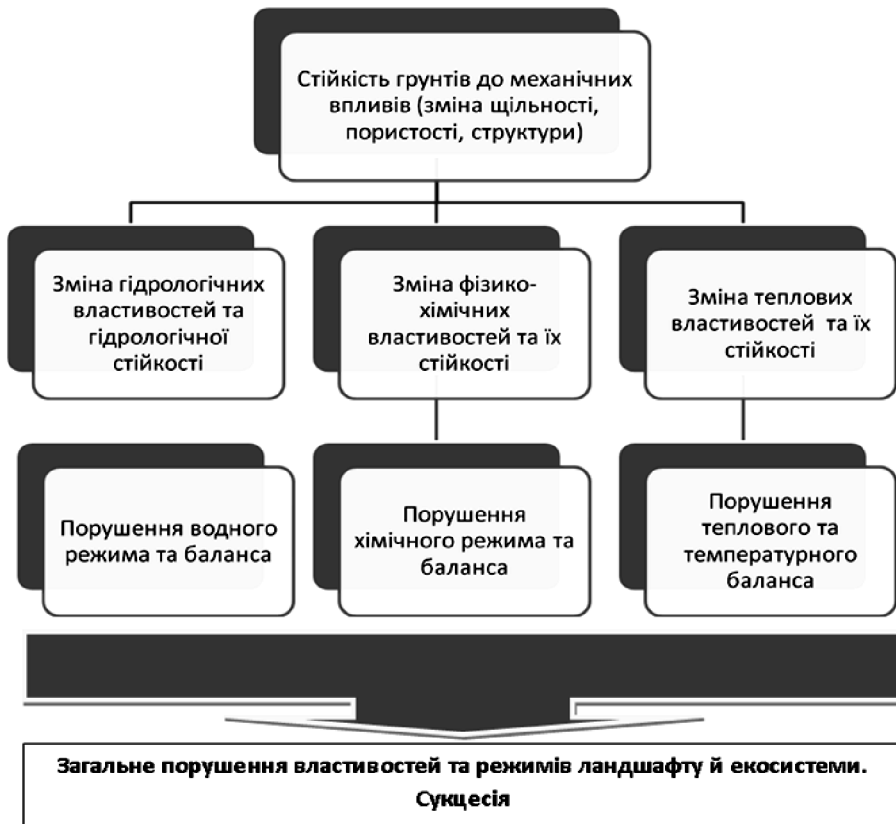 Стійкість грунтів до механічних
впливів (зміна щільності,
пористості, структури)
Зміна гідрологічних
властивостей та
гідрологічної
стійкості
Зміна фізико-
хімічних
властивостей та їх
стійкості
Зміна теплових
властивостей та їх
стійкості
Порушення водного
режима та баланса
Порушення
хімічного режима та
баланса
Порушення
теплового та
температурного
баланса
Загальне порушення властивостей та режимів ландшафту й екосистеми.
Сукцесія